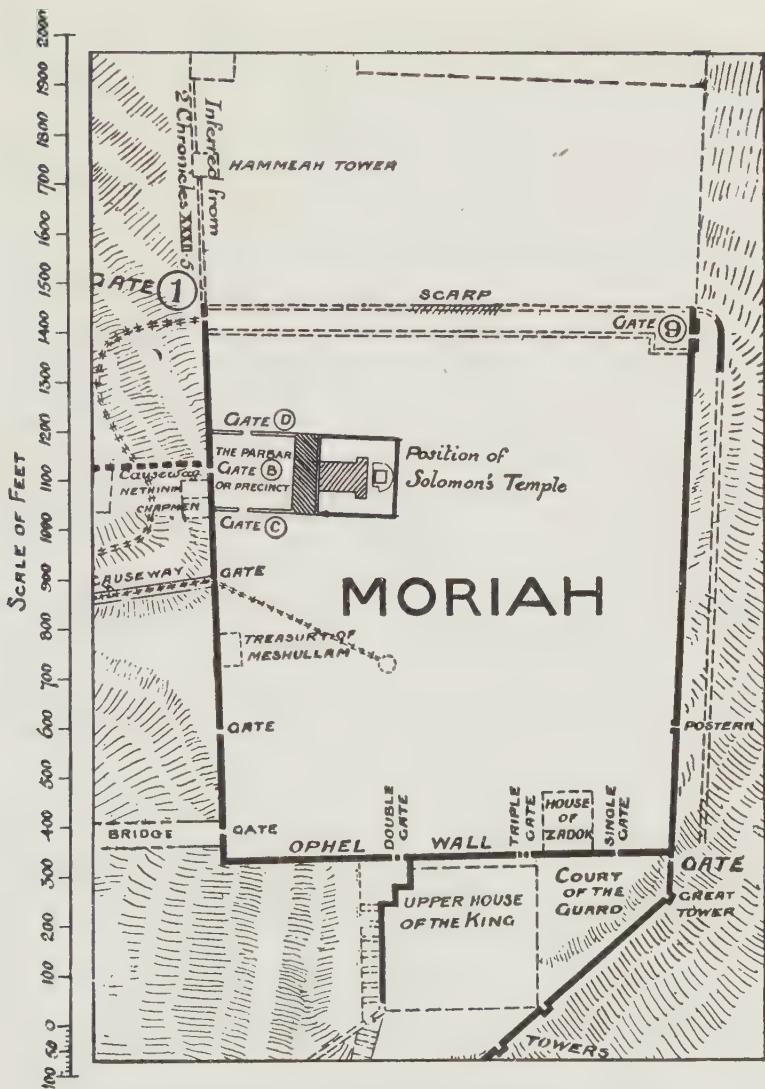 SCALE OF FEET
2000
1900
1800
1700
1600
1500
1400
1300
1200
1100
1000
900
800
700
600
500
400
300
200
100
0
50
100
Inferred from
2 Chronicles XXXII·5
HAMMEAH TOWER
GATE 1
SCARP
GATE 9
GATE D
THE PARBAR
GATE B
OR PRECINCT
GATE C
Position of
Solomon's Temple
Causeway
NETHINIM
CHAPMEN
CAUSEWAY
GATE
MORIAH
TREASURY OF
MESHULLAM
GATE
POSTERN
BRIDGE
GATE
OPHEL
DOUBLE
GATE
WALL
TRIPLE
GATE
HOUSE
OF
ZADOK
SINGLE
GATE
GATE
GREAT
TOWER
UPPER HOUSE
OF THE KING
COURT
OF THE
GUARD
TOWERS